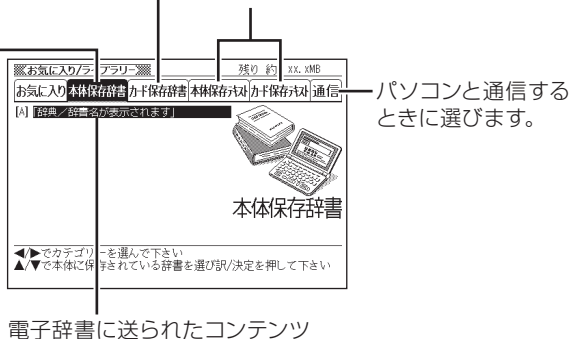 お気に入り/ライブラリー 残り 約 xx.xMB
お気に入り 本体保存辞書 カード保存辞書 本体保存テキスト カード保存テキスト 通信
[A] 「辞典/辞書名が表示されます」
本体保存辞書
◀/▶でカテゴリーを選んで下さい
▲/▼で本体に保存されている辞書を選び訳/決定を押して下さい
パソコンと通信する
ときに選びます。
電子辞書に送られたコンテンツ